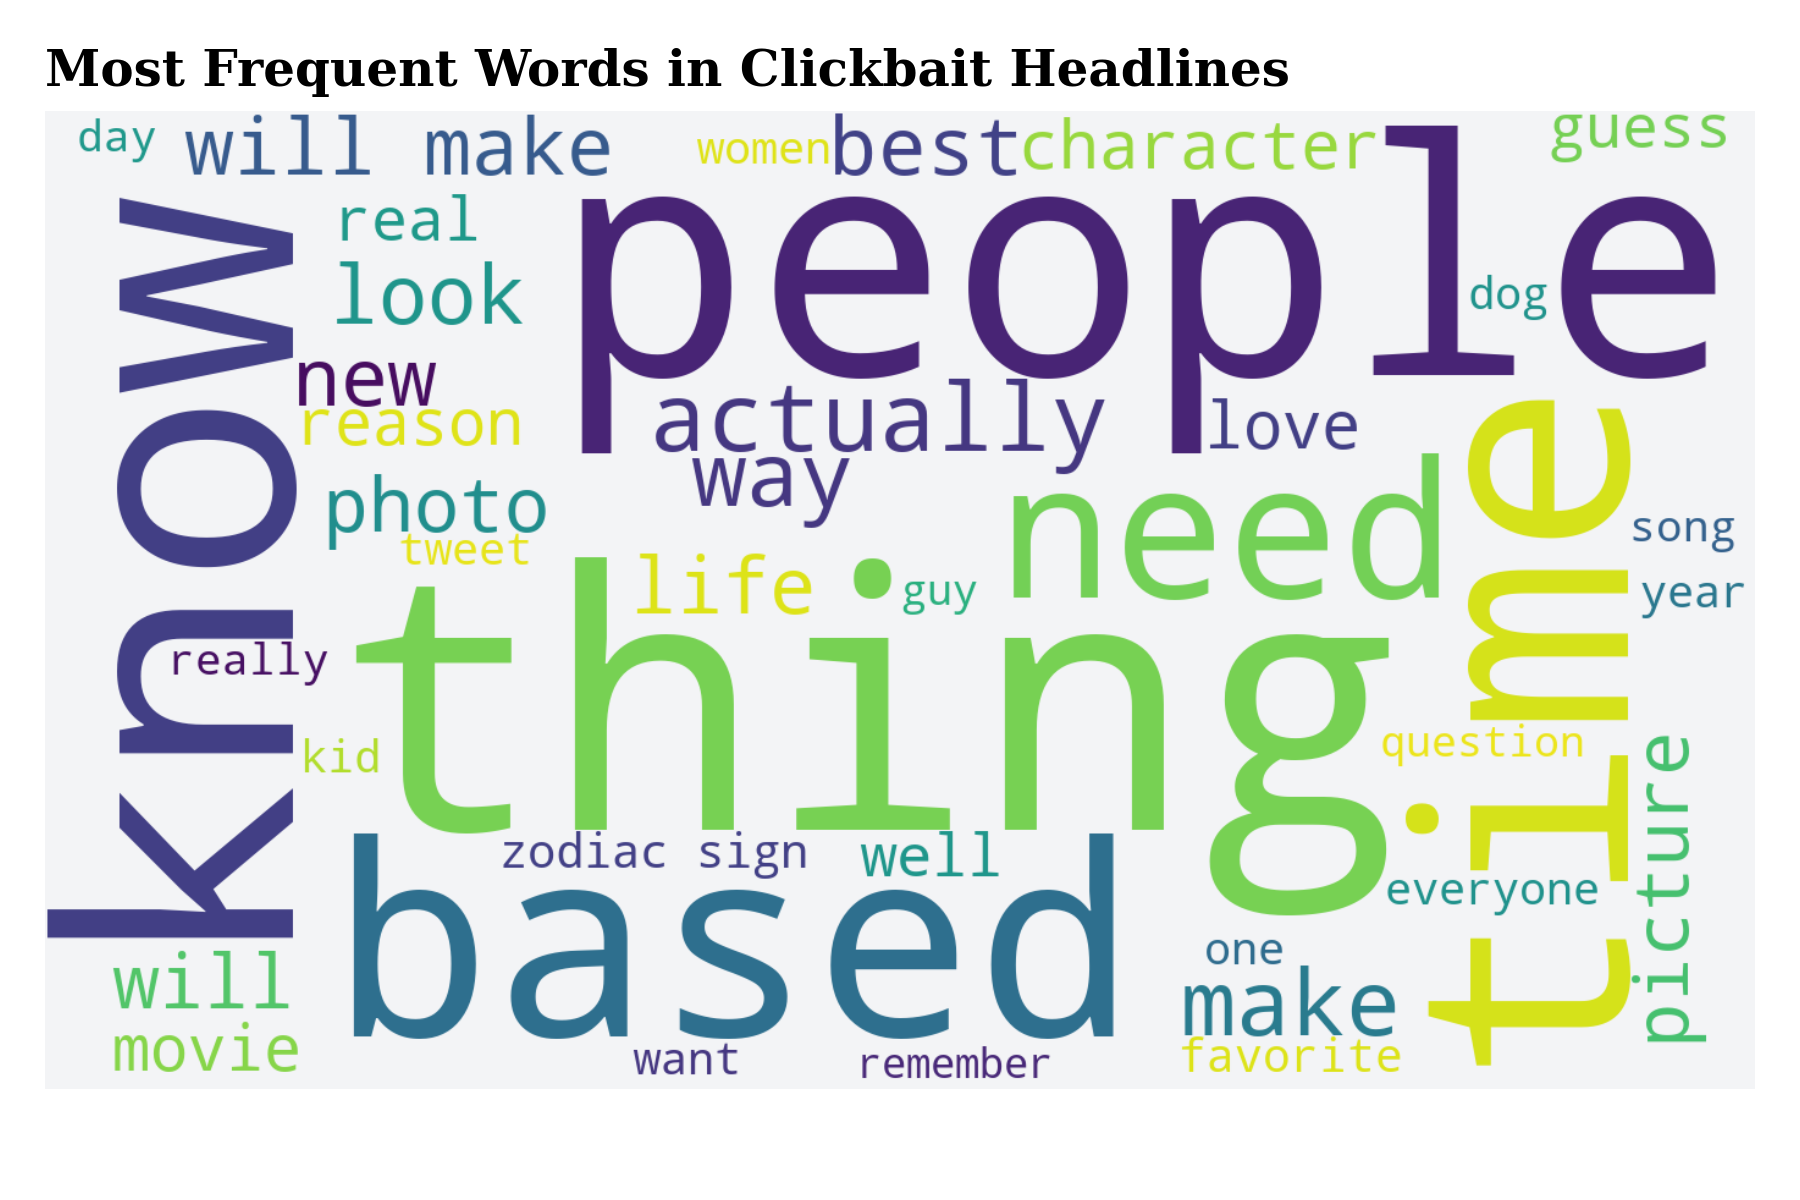 Most Frequent Words in Clickbait Headlines
day
will make
women
best
character
guess
know
real
people
look
dog
new
reason
actually
love
time
way
photo
need
tweet
song
life
guy
year
thing
really
kid
question
picture
zodiac sign
well
everyone
based
one
will
make
movie
want
remember
favorite